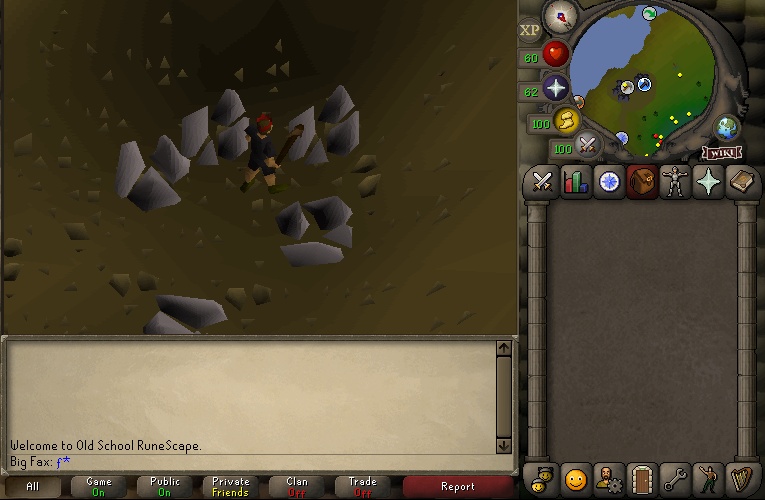 XP
60
62
100
100
WIKI
Welcome to Old School RuneScape.
Big Fax: f*
All
Game
On
Public
On
Private
Friends
Clan
Off
Trade
Off
Report